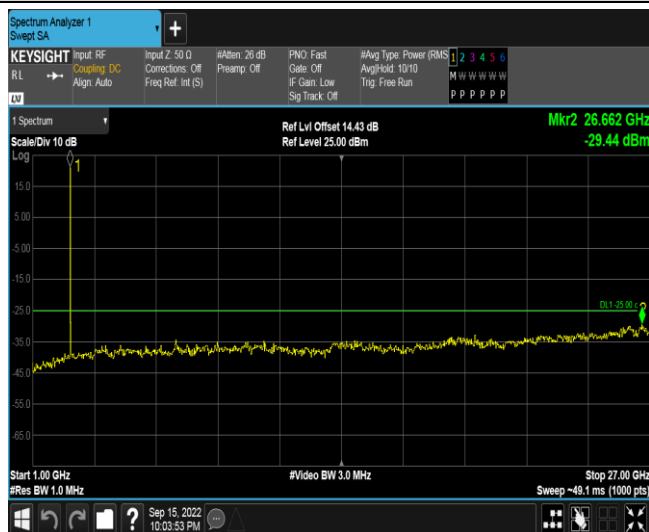 Spectrum Analyzer 1
Swept SA
KEYSIGHT
RL
Input: RF
Coupling: DC
Align: Auto
Input Z: 50 Ω
Corrections: Off
Freq Ref: Int (S)
#Atten: 26 dB
Preamp: Off
PNO: Fast
Gate: Off
IF Gain: Low
Sig Track: Off
#Avg Type: Power (RMS
Avg|Hold: 10/10
Trig: Free Run
1 2 3 4 5 6
M W W W W W
P P P P P P
LXI
1 Spectrum
Scale/Div 10 dB
Log
Ref Lvl Offset 14.43 dB
Ref Level 25.00 dBm
Mkr2 26.662 GHz
-29.44 dBm
1
15.0
5.00
-5.00
-15.0
-25.0
-35.0
-45.0
-55.0
-65.0
DL1 -25.00
2
Start 1.00 GHz
#Res BW 1.0 MHz
#Video BW 3.0 MHz
Stop 27.00 GHz
Sweep ~49.1 ms (1000 pts)
?
Sep 15, 2022
10:03:53 PM